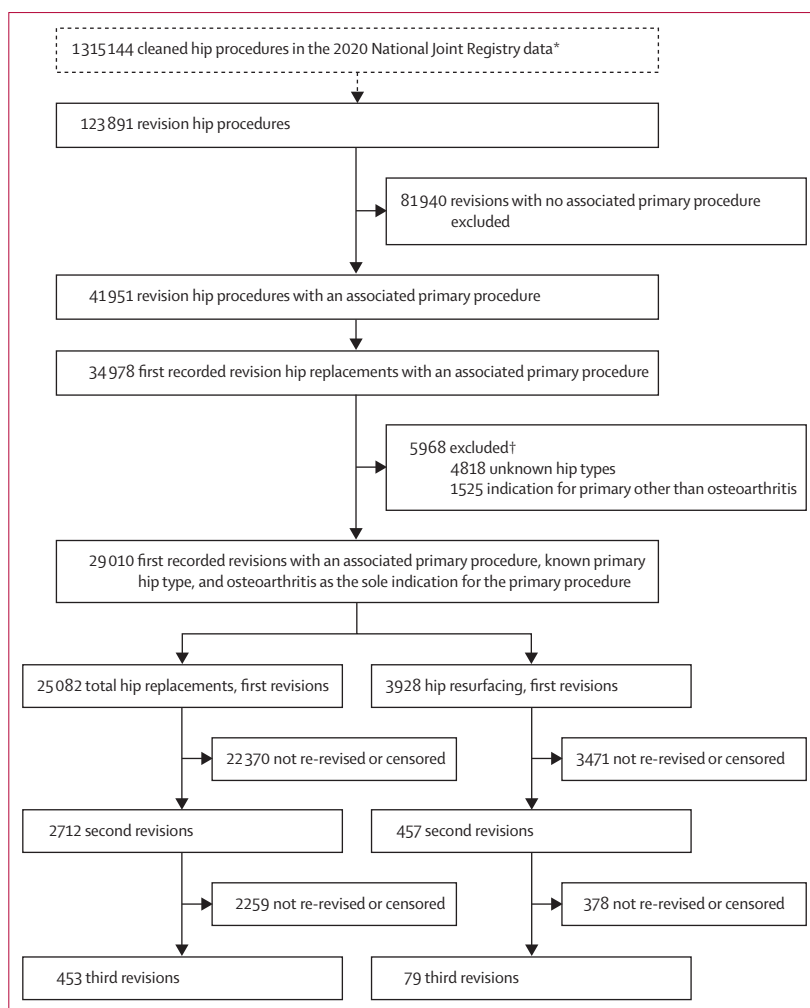 1315144 cleaned hip procedures in the 2020 National Joint Registry data*
123891 revision hip procedures
81940 revisions with no associated primary procedure
excluded
41951 revision hip procedures with an associated primary procedure
34978 first recorded revision hip replacements with an associated primary procedure
5968 excluded†
4818 unknown hip types
1525 indication for primary other than osteoarthritis
29010 first recorded revisions with an associated primary procedure, known primary
hip type, and osteoarthritis as the sole indication for the primary procedure
25082 total hip replacements, first revisions
3928 hip resurfacing, first revisions
22370 not re-revised or censored
3471 not re-revised or censored
2712 second revisions
457 second revisions
2259 not re-revised or censored
378 not re-revised or censored
453 third revisions
79 third revisions